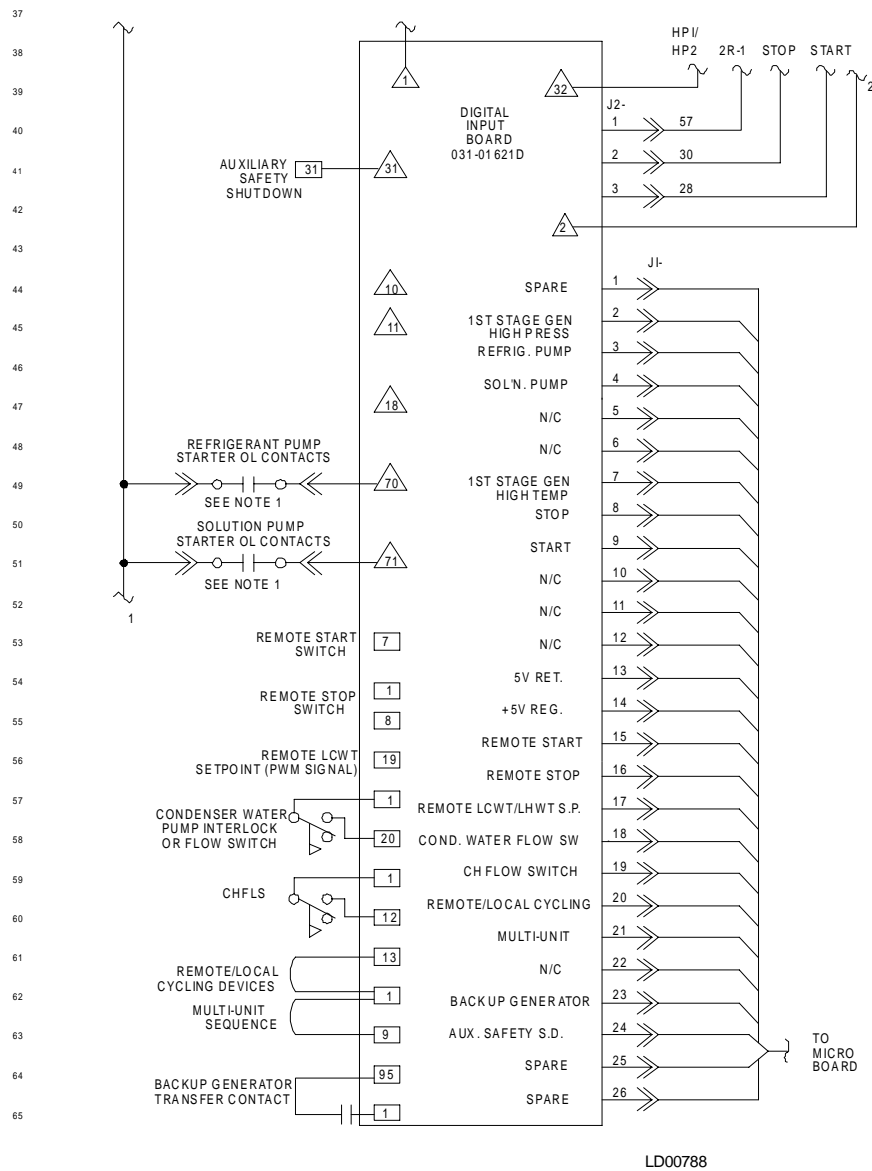 37
38
39
40
41
42
43
44
45
46
47
48
49
50
51
52
53
54
55
56
57
58
59
60
61
62
63
64
65
HPI/
HP2 2R-1 STOP START
2
1
32
DIGITAL
INPUT
BOARD
031-01621D
J2-
1 57
2 30
3 28
2
AUXILIARY
SAFETY
SHUTDOWN
31
31
10
11
18
REFRIGERANT PUMP
STARTER OL CONTACTS
SEE NOTE 1
70
SOLUTION PUMP
STARTER OL CONTACTS
SEE NOTE 1
71
1
REMOTE START
SWITCH
7
REMOTE STOP
SWITCH
1
8
REMOTE LCWT
SETPOINT (PWM SIGNAL)
19
CONDENSER WATER
PUMP INTERLOCK
OR FLOW SWITCH
1
20
CHFLS
1
12
REMOTE/LOCAL
CYCLING DEVICES
13
1
MULTI-UNIT
SEQUENCE
9
BACKUP GENERATOR
TRANSFER CONTACT
95
1
JI-
SPARE 1
1ST STAGE GEN
HIGH PRESS 2
REFRIG. PUMP 3
SOL'N. PUMP 4
N/C 5
N/C 6
1ST STAGE GEN
HIGH TEMP 7
STOP 8
START 9
N/C 10
N/C 11
N/C 12
5V RET. 13
+5V REG. 14
REMOTE START 15
REMOTE STOP 16
REMOTE LCWT/LHWT S.P. 17
COND. WATER FLOW SW 18
CH FLOW SWITCH 19
REMOTE/LOCAL CYCLING 20
MULTI-UNIT 21
N/C 22
BACKUP GENERATOR 23
AUX. SAFETY S.D. 24
SPARE 25
SPARE 26
TO
MICRO
BOARD
LD00788